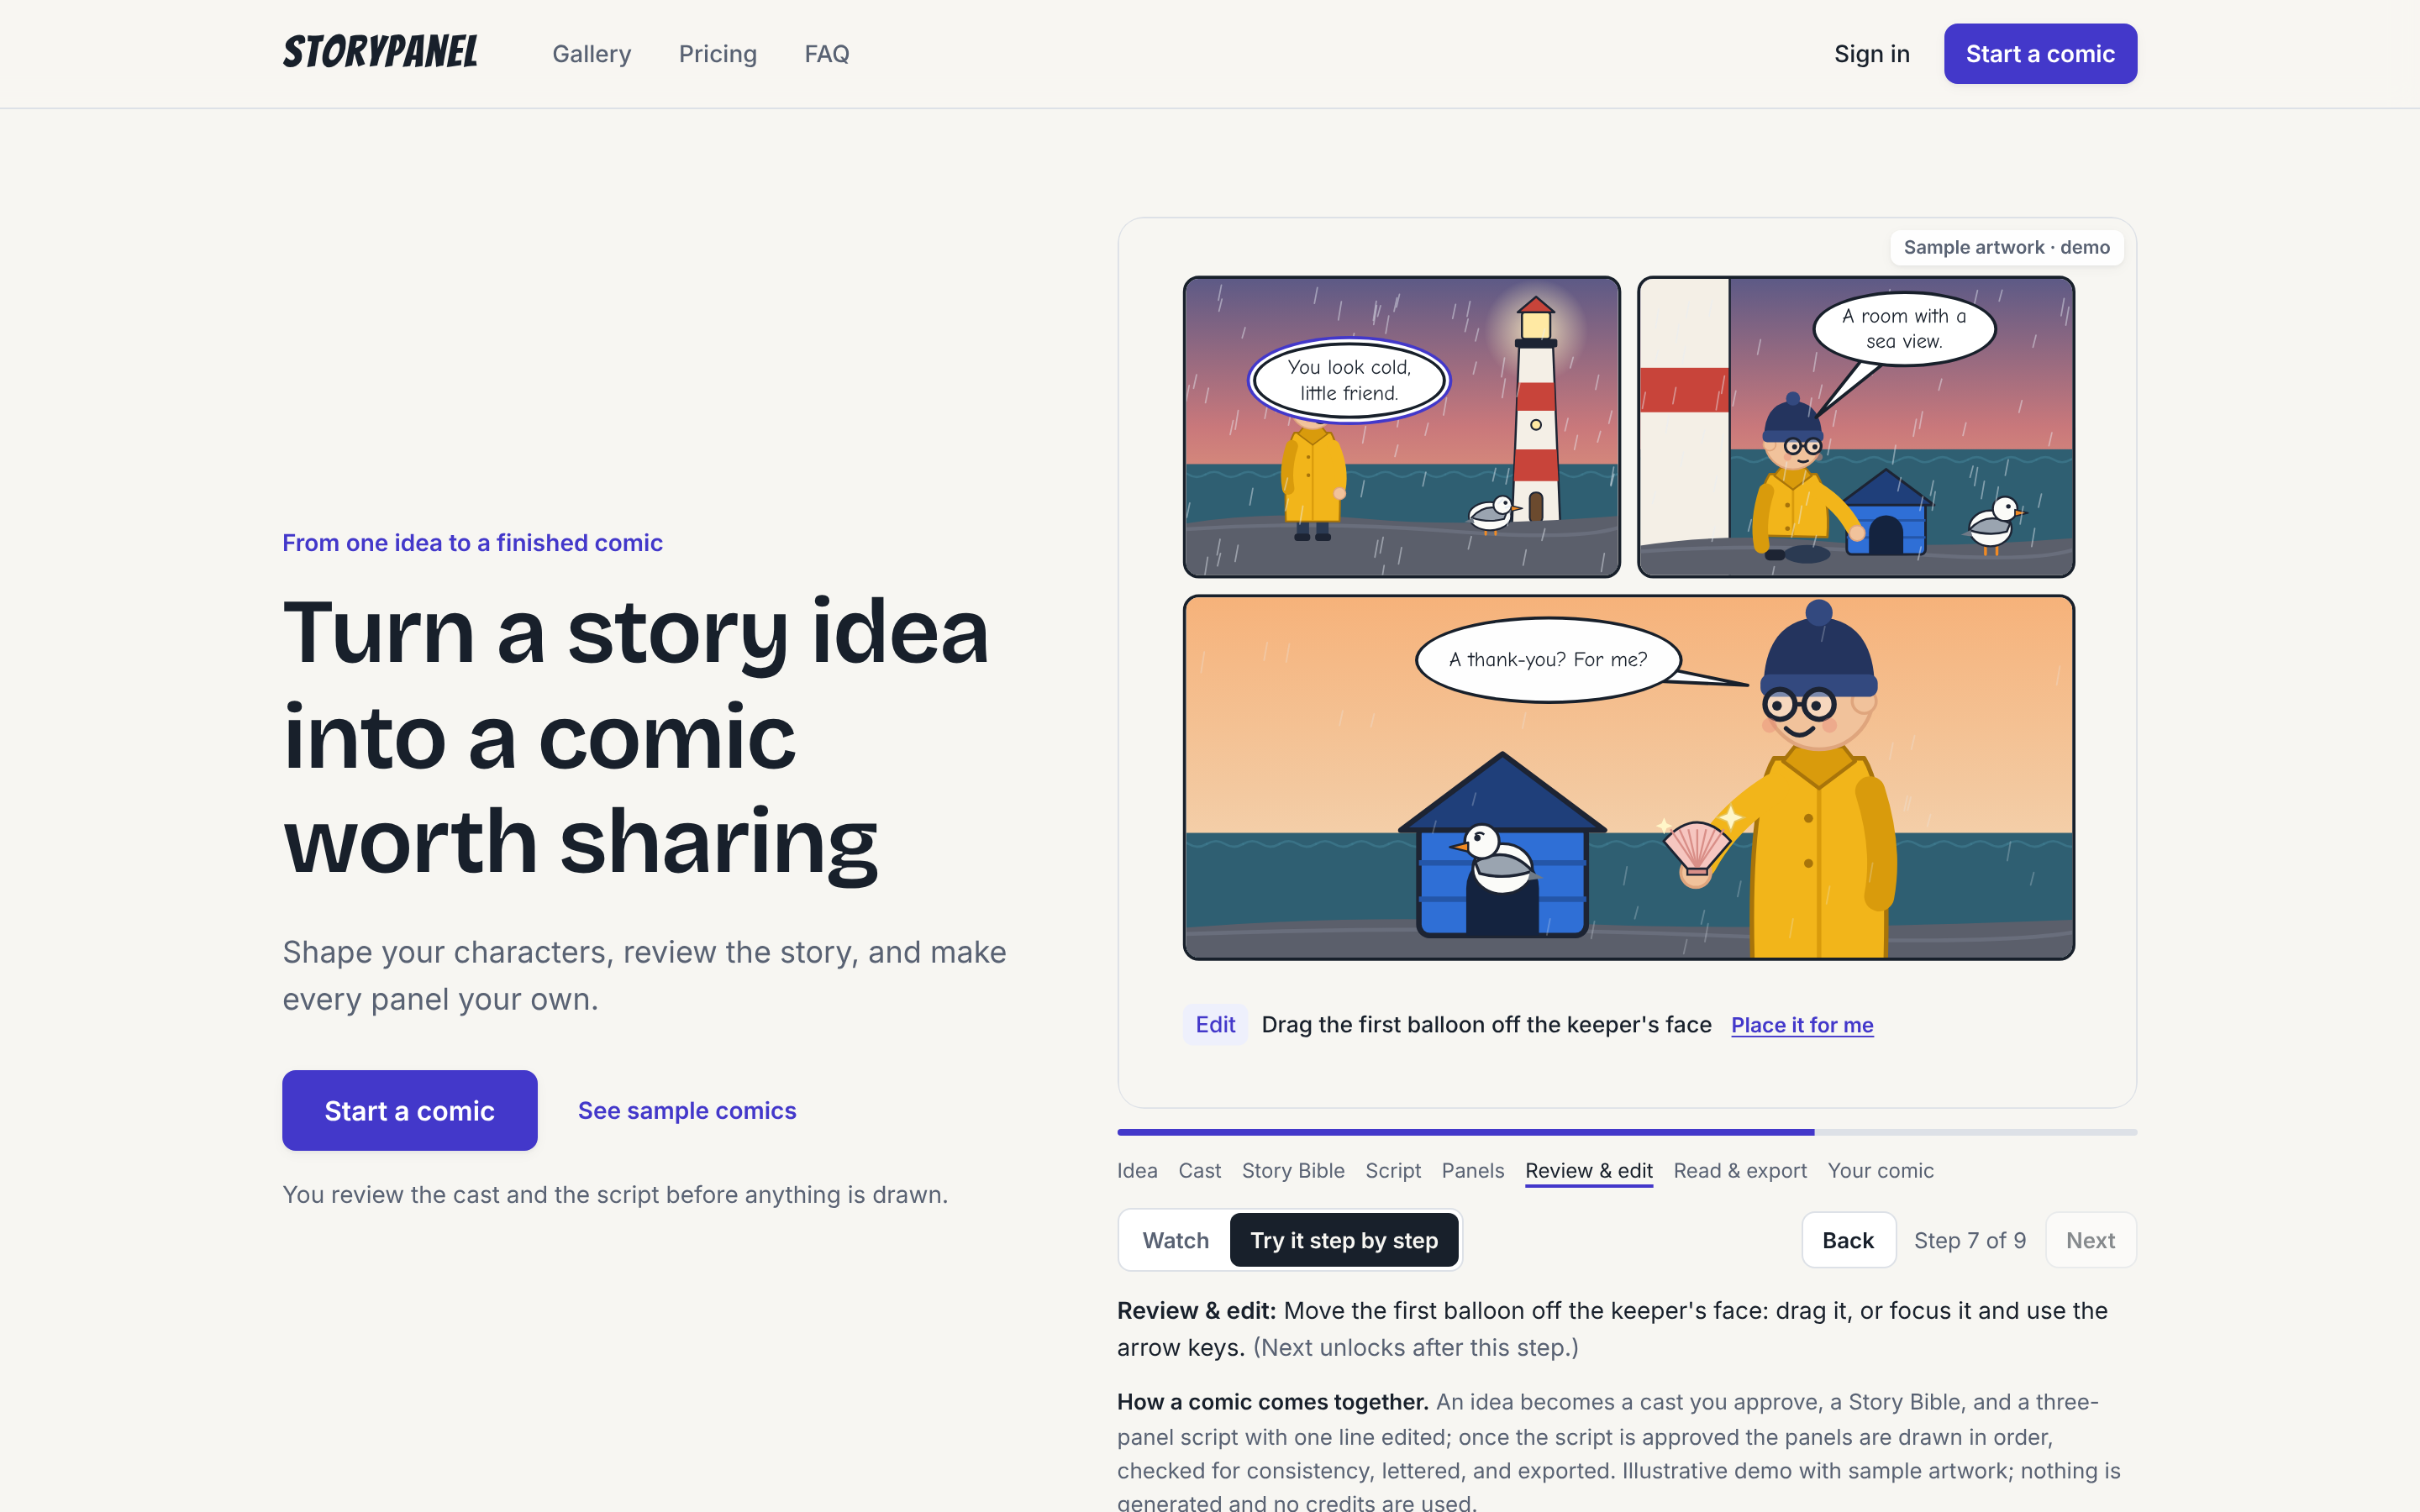 STORYPANEL
Gallery
Pricing
FAQ
Sign in
Start a comic
From one idea to a finished comic
Turn a story idea
into a comic
worth sharing
Shape your characters, review the story, and make
every panel your own.
Start a comic
See sample comics
You review the cast and the script before anything is drawn.
Sample artwork · demo
You look cold,
little friend.
A room with a
sea view.
A thank-you? For me?
Edit
Drag the first balloon off the keeper's face
Place it for me
Idea
Cast
Story Bible
Script
Panels
Review & edit
Read & export
Your comic
Watch
Try it step by step
Back
Step 7 of 9
Next
Review & edit: Move the first balloon off the keeper's face: drag it, or focus it and use the
arrow keys. (Next unlocks after this step.)
How a comic comes together. An idea becomes a cast you approve, a Story Bible, and a three-
panel script with one line edited; once the script is approved the panels are drawn in order,
checked for consistency, lettered, and exported. Illustrative demo with sample artwork; nothing is
generated and no credits are used.